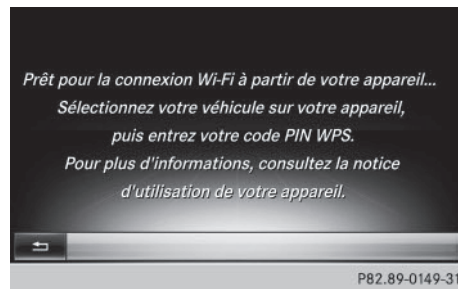 Prêt pour la connexion Wi-Fi à partir de votre appareil...
Sélectionnez votre véhicule sur votre appareil,
puis entrez votre code PIN WPS.
Pour plus d'informations, consultez la notice
d'utilisation de votre appareil.
P82.89-0149-31